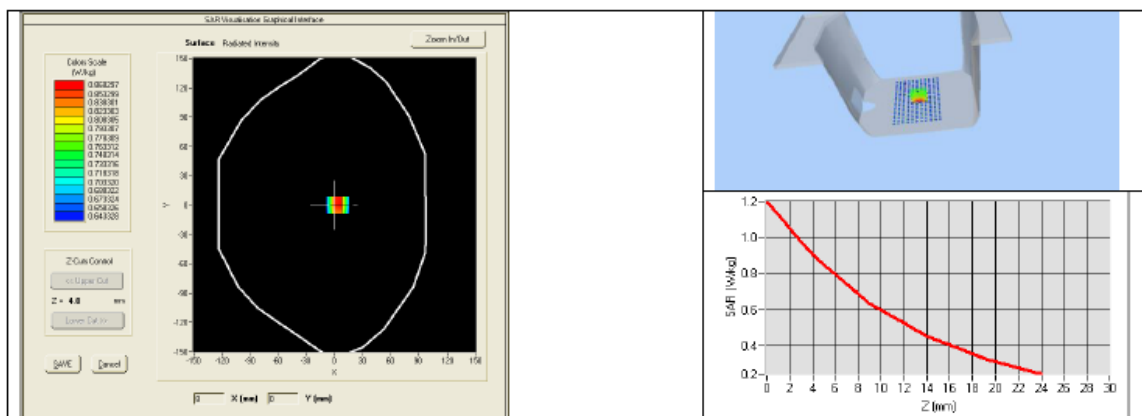 SAR Visualisation Graphical Interface
Surface Radiated Intensity
Zoom In/Out
Colors Scale
(W/kg)
0.868297
0.853299
0.838301
0.823303
0.808305
0.793307
0.778309
0.763312
0.748314
0.733316
0.718318
0.703320
0.688322
0.673324
0.658326
0.643328
Z-Cuts Control
<< Upper Cut
Z = 4.0 mm
Lower Cut >>
SAVE Cancel
150
120
90
60
30
0
-30
-60
-90
-120
-150
Y
-150 -120 -90 -60 -30 0 30 60 90 120 150
X
0 X (mm) 0 Y (mm)
1.2
1.0
0.8
0.6
0.4
0.2
SAR (W/kg)
0 2 4 6 8 10 12 14 16 18 20 22 24 26 28 30
Z (mm)